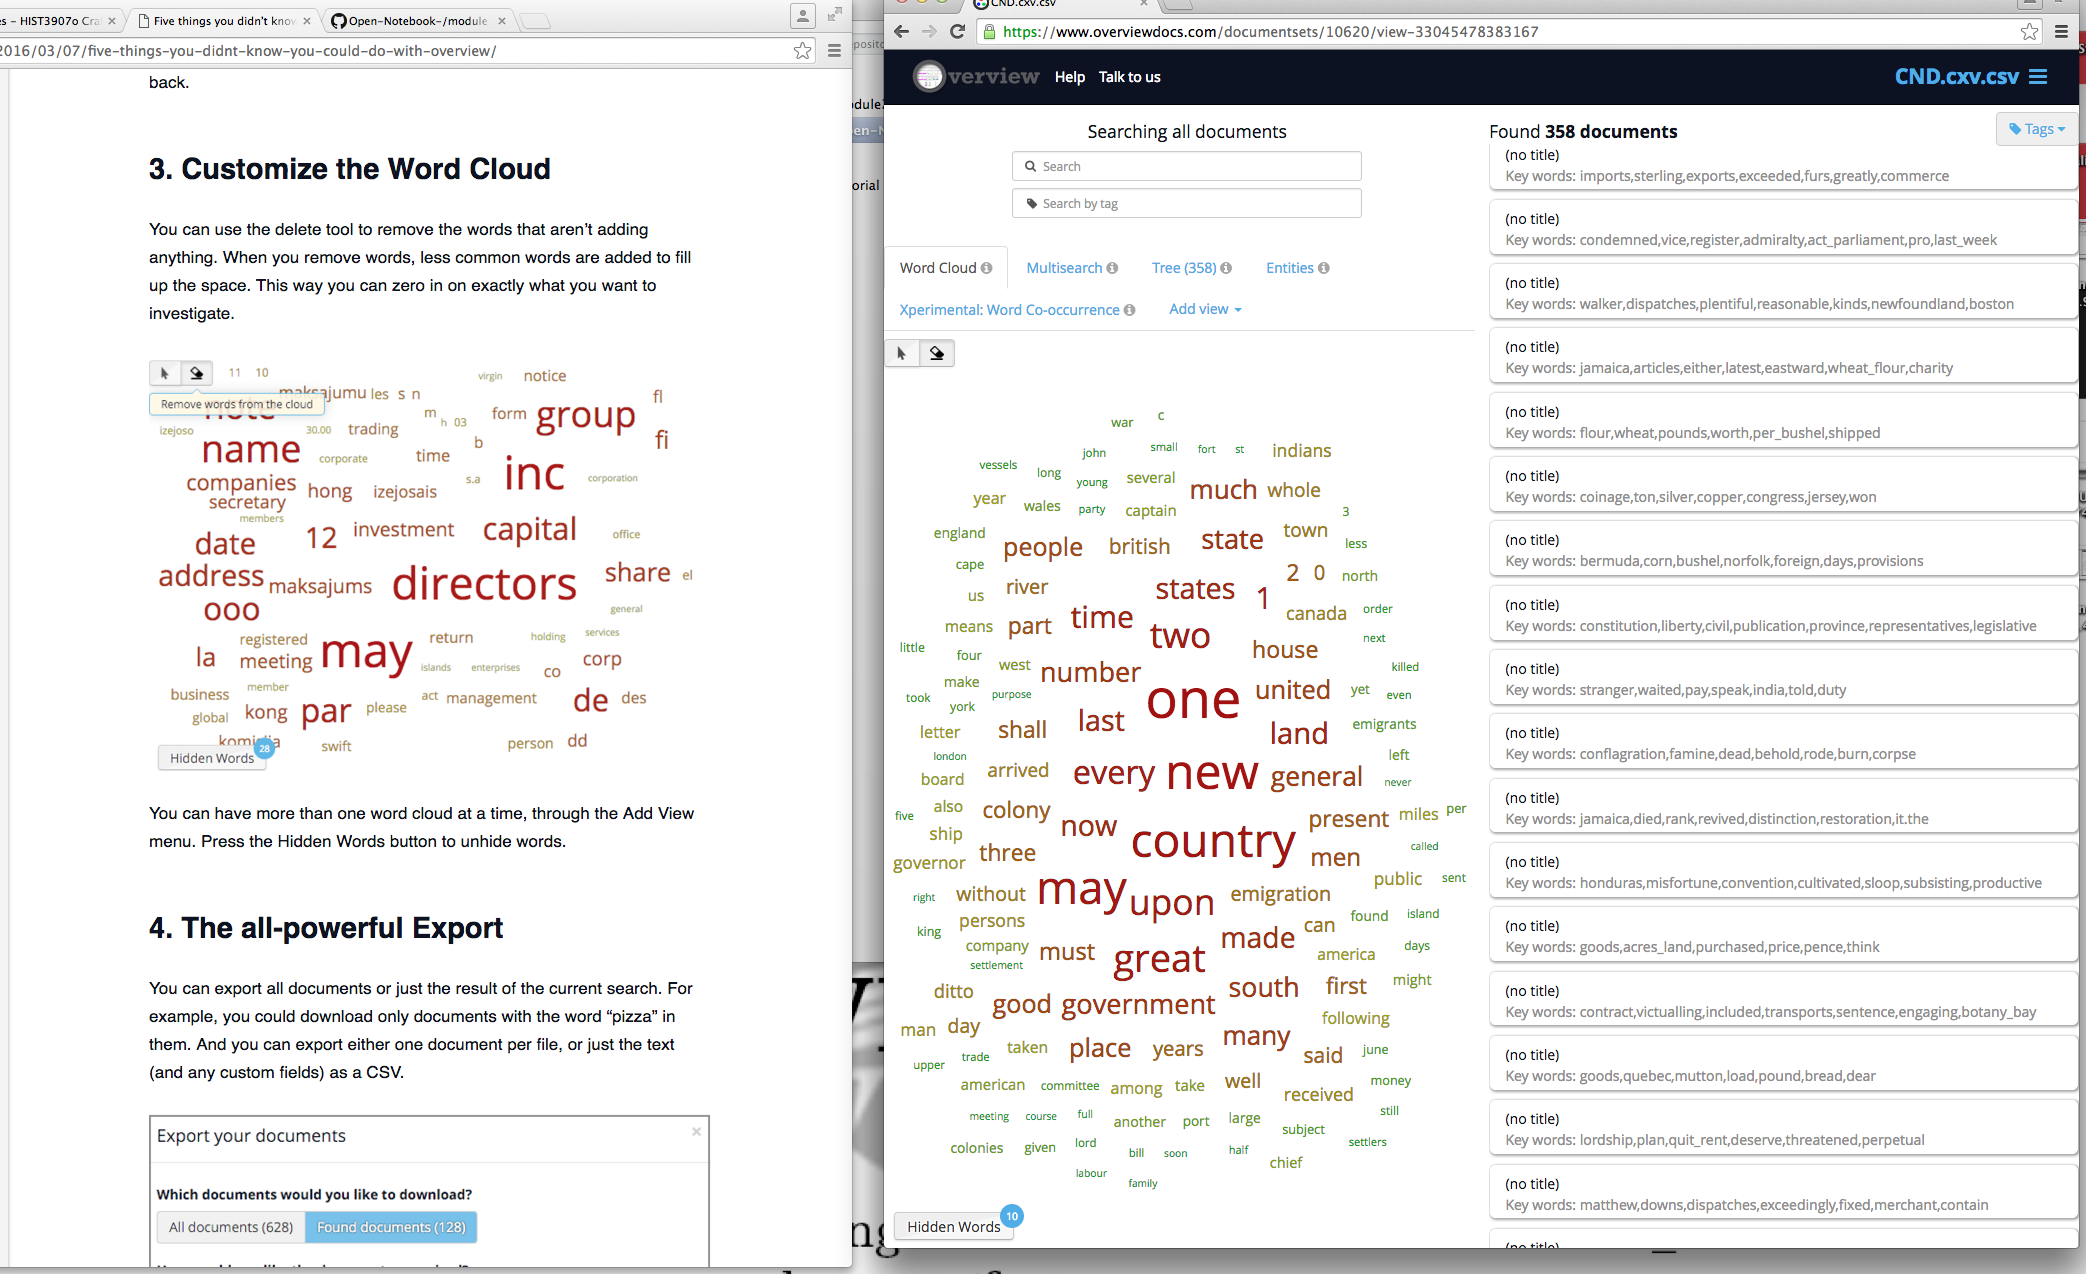 es – HIST3907o Cra
Five things you didn't know
Open-Notebook-/module
2016/03/07/five-things-you-didnt-know-you-could-do-with-overview/
back.
3. Customize the Word Cloud
You can use the delete tool to remove the words that aren't adding
anything. When you remove words, less common words are added to fill
up the space. This way you can zero in on exactly what you want to
investigate.
11 10 virgin notice
maksajumu les s n fl
Remove words from the cloud
note m h 03 form group
izejoso 30.00 trading b fi
name corporate time
companies hong izejosais s.a inc corporation
secretary
members
date 12 investment capital office
address maksajums directors share el
ooo general
registered return holding services
la meeting may islands enterprises co corp
business member act management de des
global kong par please
komisija swift person dd
Hidden Words 28
You can have more than one word cloud at a time, through the Add View
menu. Press the Hidden Words button to unhide words.
4. The all-powerful Export
You can export all documents or just the result of the current search. For
example, you could download only documents with the word “pizza” in
them. And you can export either one document per file, or just the text
(and any custom fields) as a CSV.
Export your documents
Which documents would you like to download?
All documents (628) Found documents (128)
CND.cxv.csv
https://www.overviewdocs.com/documentsets/10620/view-33045478383167
Overview Help Talk to us CND.cxv.csv
Searching all documents
Search
Search by tag
Word Cloud Multisearch Tree (358) Entities
Xperimental: Word Co-occurrence Add view
war c
john small fort st indians
vessels long young several much whole
year wales party captain 3
england people british state town less
cape river 2 0 north
us states 1 canada order
means part time two next
little four west number house killed
make purpose one united yet even
took york shall last emigrants
letter land left
london arrived every new general never
board
also colony now present miles per
five ship country called
governor three men public sent
right without may upon emigration found island
king persons can
company must great made america days
settlement
ditto good government south first might
man day following
upper trade taken place years many said june
american committee among take well received money
meeting course full another port large subject still
colonies given lord bill soon half chief settlers
labour family
Hidden Words 10
Found 358 documents
Tags
(no title)
Key words: imports,sterling,exports,exceeded,furs,greatly,commerce
(no title)
Key words: condemned,vice,register,admiralty,act_parliament,pro,last_week
(no title)
Key words: walker,dispatches,plentiful,reasonable,kinds,newfoundland,boston
(no title)
Key words: jamaica,articles,either,latest,eastward,wheat_flour,charity
(no title)
Key words: flour,wheat,pounds,worth,per_bushel,shipped
(no title)
Key words: coinage,ton,silver,copper,congress,jersey,won
(no title)
Key words: bermuda,corn,bushel,norfolk,foreign,days,provisions
(no title)
Key words: constitution,liberty,civil,publication,province,representatives,legislative
(no title)
Key words: stranger,waited,pay,speak,india,told,duty
(no title)
Key words: conflagration,famine,dead,behold,rode,burn,corpse
(no title)
Key words: jamaica,died,rank,revived,distinction,restoration,it.the
(no title)
Key words: honduras,misfortune,convention,cultivated,sloop,subsisting,productive
(no title)
Key words: goods,acres_land,purchased,price,pence,think
(no title)
Key words: contract,victualling,included,transports,sentence,engaging,botany_bay
(no title)
Key words: goods,quebec,mutton,load,pound,bread,dear
(no title)
Key words: lordship,plan,quit_rent,deserve,threatened,perpetual
(no title)
Key words: matthew,downs,dispatches,exceedingly,fixed,merchant,contain
(no title)